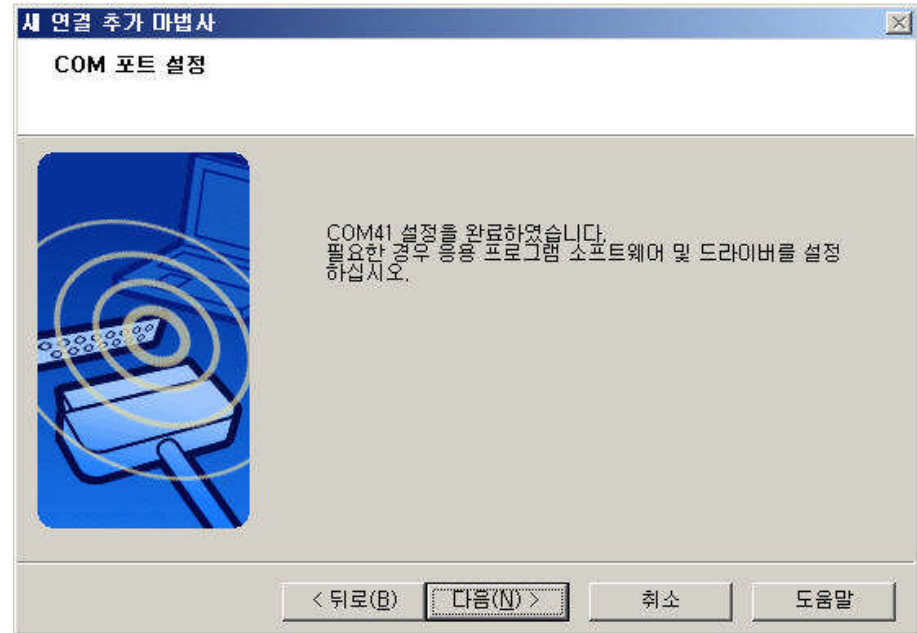 새 연결 추가 마법사
COM 포트 설정
COM41 설정을 완료하였습니다.
필요한 경우 응용 프로그램 소프트웨어 및 드라이버를 설정
하십시오.
< 뒤로(B)
다음(N) >
취소
도움말